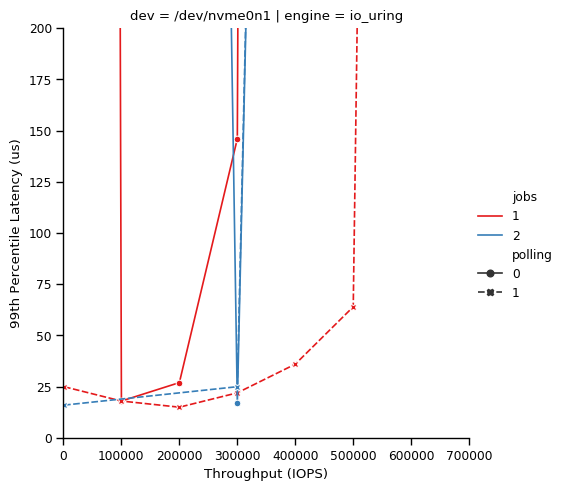 dev = /dev/nvme0n1 | engine = io_uring
200
175
150
125
100
75
50
25
0
99th Percentile Latency (us)
0 100000 200000 300000 400000 500000 600000 700000
Throughput (IOPS)
jobs
1
2
polling
0
1